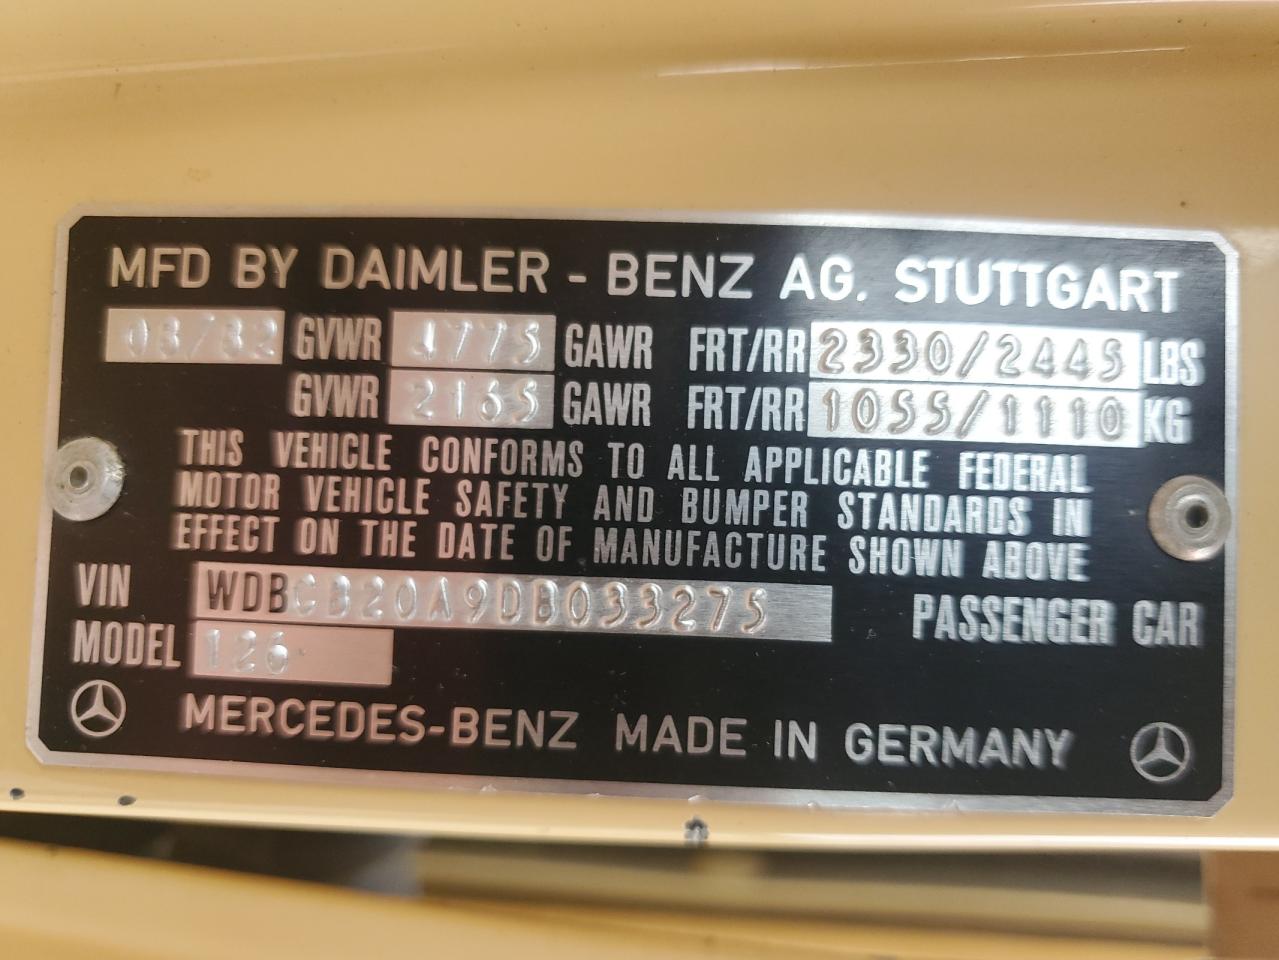 MFD BY DAIMLER - BENZ AG. STUTTGART
08/82 GVWR 4775 GAWR FRT/RR 2330/2445 LBS
GVWR 2165 GAWR FRT/RR 1055/1110 KG
THIS VEHICLE CONFORMS TO ALL APPLICABLE FEDERAL
MOTOR VEHICLE SAFETY AND BUMPER STANDARDS IN
EFFECT ON THE DATE OF MANUFACTURE SHOWN ABOVE
VIN WDBCB20A9DB033275 PASSENGER CAR
MODEL 126
MERCEDES-BENZ MADE IN GERMANY